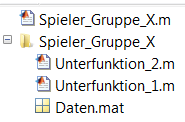 Spieler_Gruppe_X.m
Spieler_Gruppe_X
Unterfunktion_2.m
Unterfunktion_1.m
Daten.mat